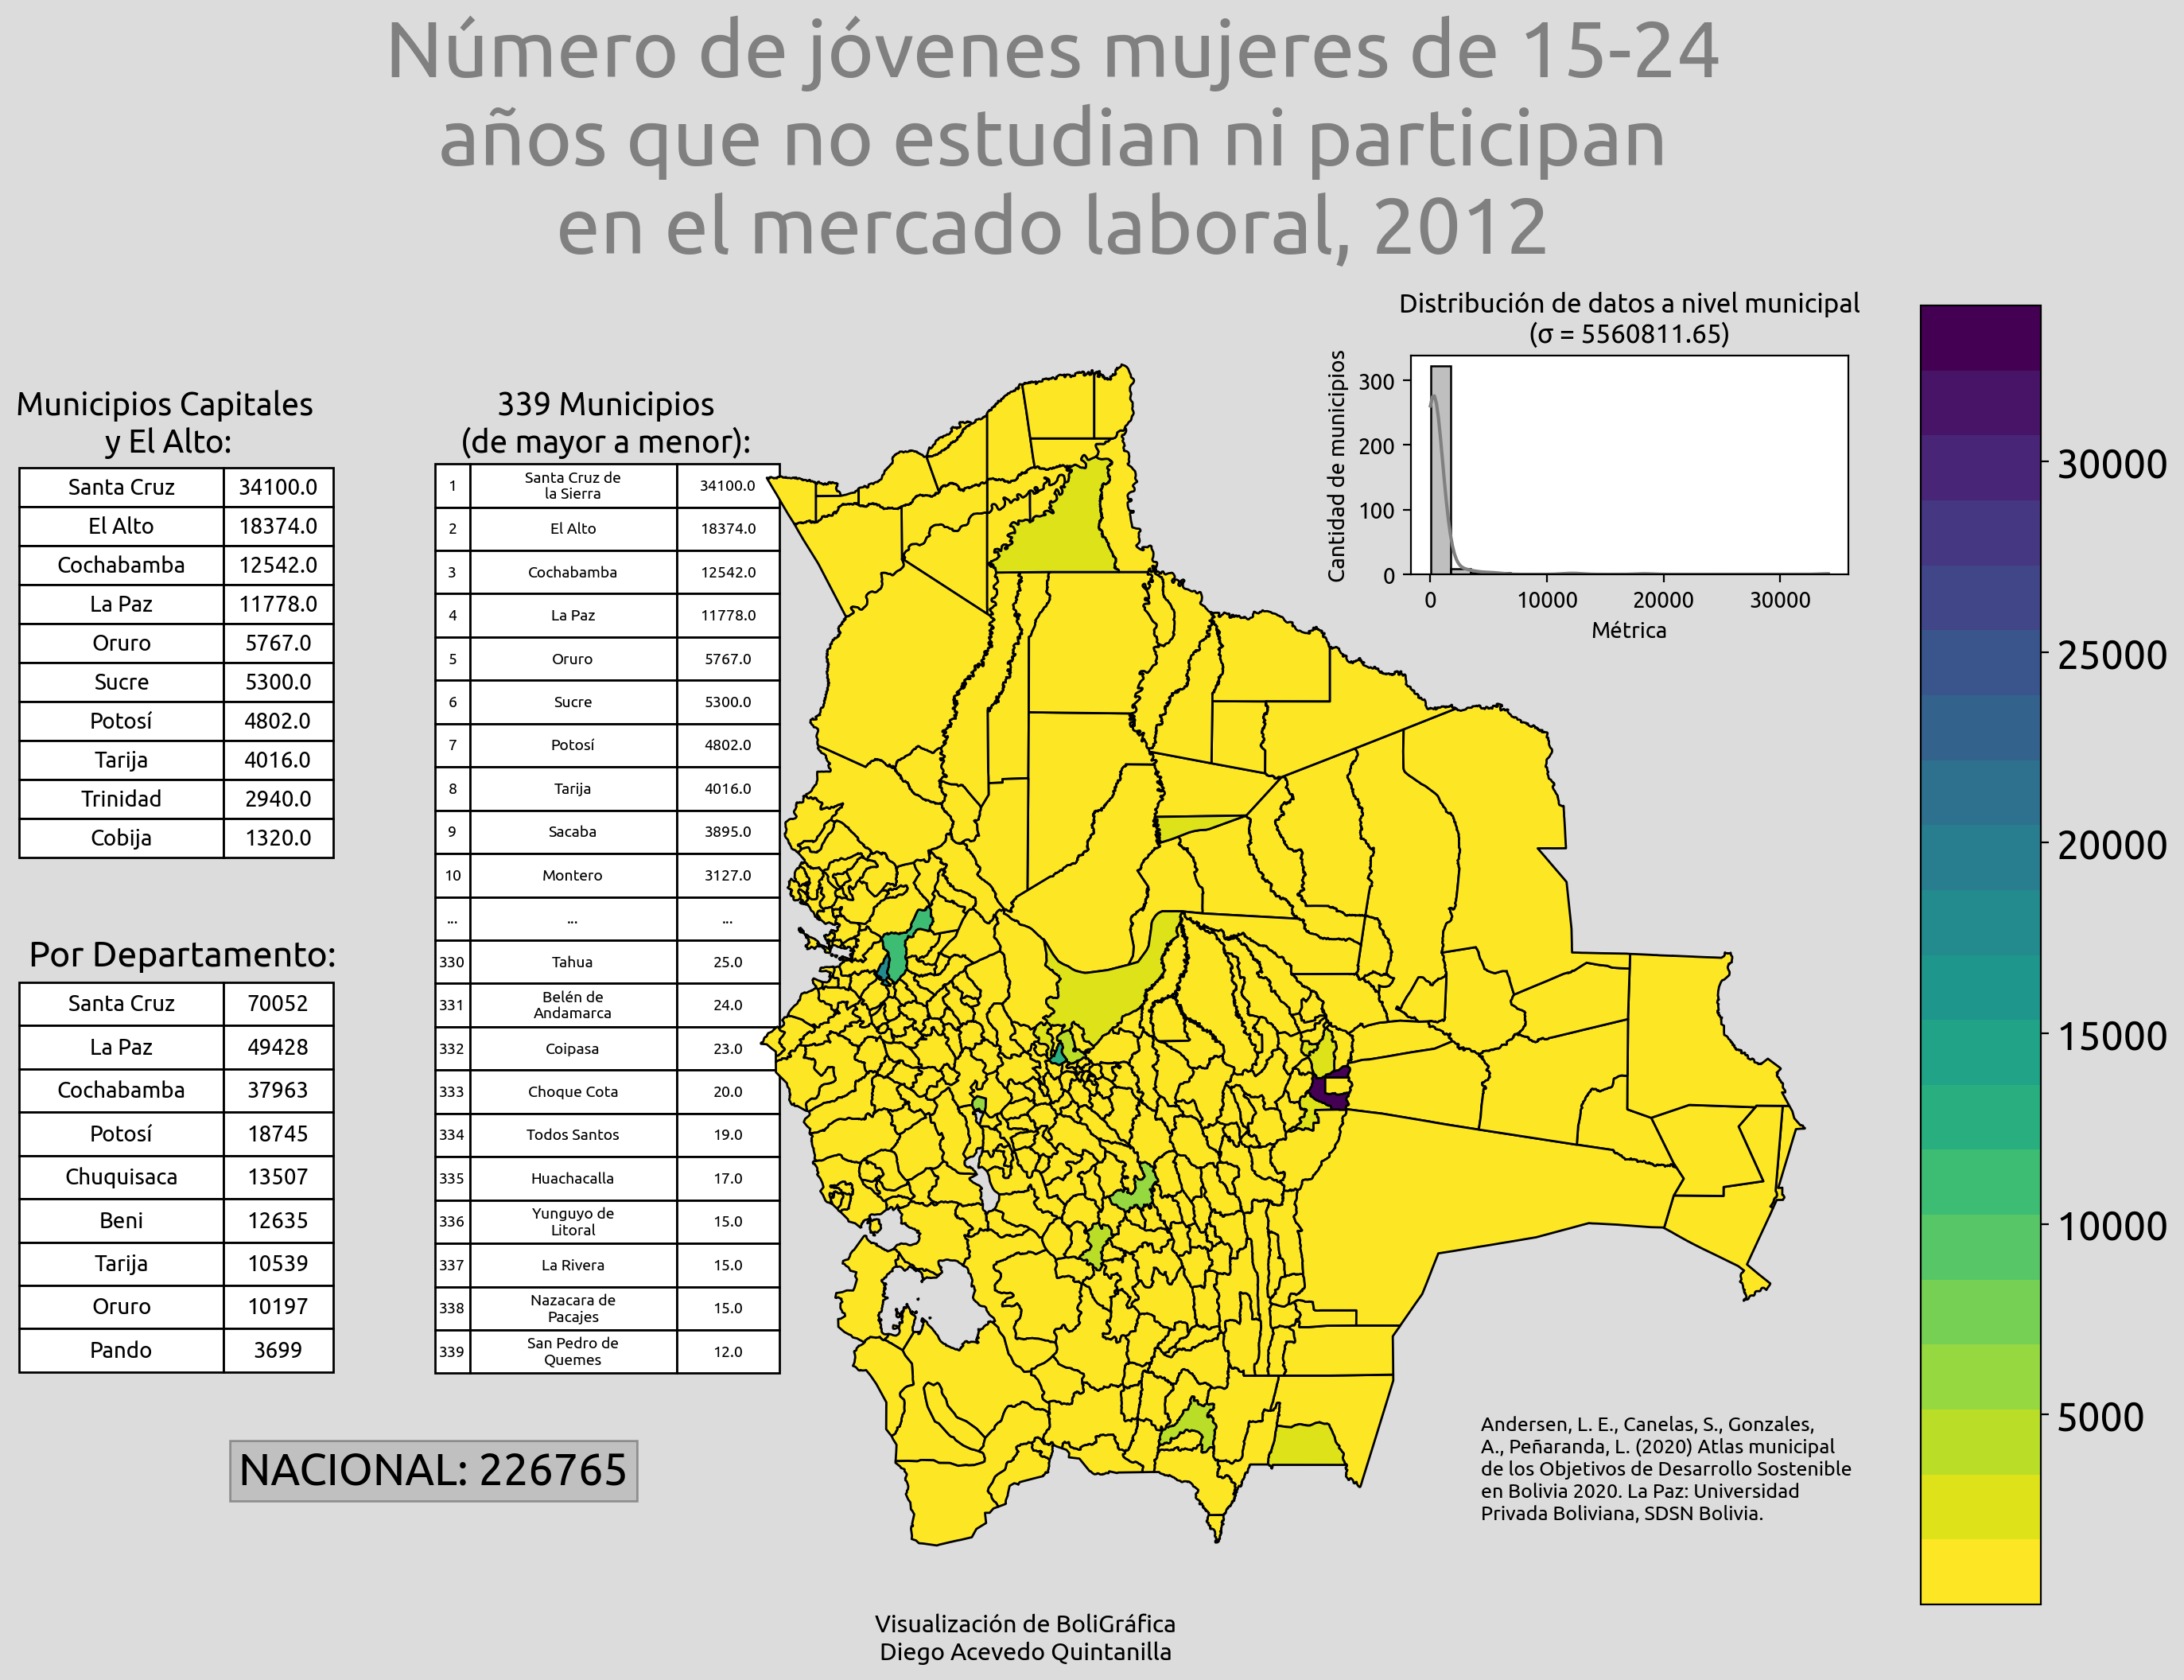 Número de jóvenes mujeres de 15-24
años que no estudian ni participan
en el mercado laboral, 2012
Municipios Capitales
y El Alto:
Santa Cruz 34100.0
El Alto 18374.0
Cochabamba 12542.0
La Paz 11778.0
Oruro 5767.0
Sucre 5300.0
Potosí 4802.0
Tarija 4016.0
Trinidad 2940.0
Cobija 1320.0
Por Departamento:
Santa Cruz 70052
La Paz 49428
Cochabamba 37963
Potosí 18745
Chuquisaca 13507
Beni 12635
Tarija 10539
Oruro 10197
Pando 3699
NACIONAL: 226765
339 Municipios
(de mayor a menor):
1 Santa Cruz de
la Sierra 34100.0
2 El Alto 18374.0
3 Cochabamba 12542.0
4 La Paz 11778.0
5 Oruro 5767.0
6 Sucre 5300.0
7 Potosí 4802.0
8 Tarija 4016.0
9 Sacaba 3895.0
10 Montero 3127.0
... ... ...
330 Tahua 25.0
331 Belén de
Andamarca 24.0
332 Coipasa 23.0
333 Choque Cota 20.0
334 Todos Santos 19.0
335 Huachacalla 17.0
336 Yunguyo de
Litoral 15.0
337 La Rivera 15.0
338 Nazacara de
Pacajes 15.0
339 San Pedro de
Quemes 12.0
Distribución de datos a nivel municipal
(σ = 5560811.65)
Cantidad de municipios
300
200
100
0
0 10000 20000 30000
Métrica
30000
25000
20000
15000
10000
5000
Andersen, L. E., Canelas, S., Gonzales,
A., Peñaranda, L. (2020) Atlas municipal
de los Objetivos de Desarrollo Sostenible
en Bolivia 2020. La Paz: Universidad
Privada Boliviana, SDSN Bolivia.
Visualización de BoliGráfica
Diego Acevedo Quintanilla